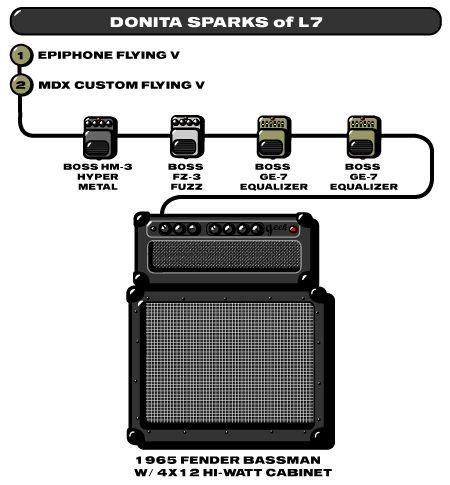 DONITA SPARKS of L7
1 EPIPHONE FLYING V
2 MDX CUSTOM FLYING V
BOSS HM-3
HYPER
METAL
BOSS
FZ-3
FUZZ
BOSS
GE-7
EQUALIZER
BOSS
GE-7
EQUALIZER
geek
1965 FENDER BASSMAN
W/ 4X12 HI-WATT CABINET